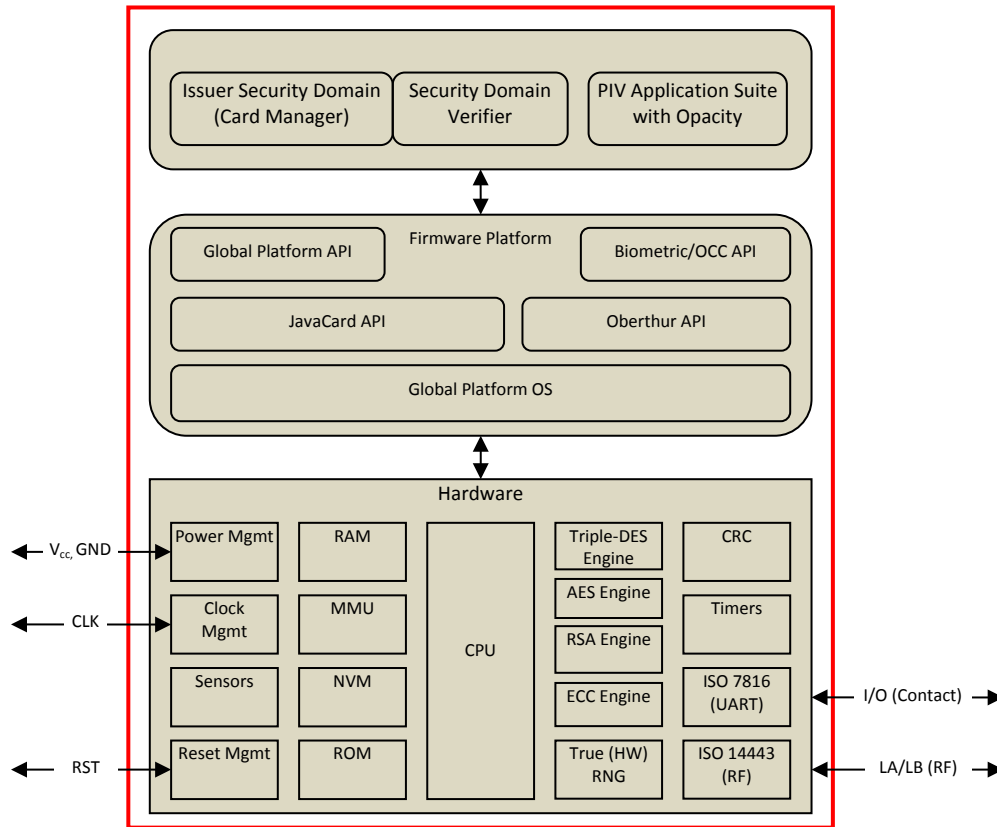 Issuer Security Domain
(Card Manager)
Security Domain
Verifier
PIV Application Suite
with Opacity
Firmware Platform
Global Platform API
Biometric/OCC API
JavaCard API
Oberthur API
Global Platform OS
Hardware
Power Mgmt
RAM
CPU
Triple-DES
Engine
CRC
Vcc, GND
Clock
Mgmt
MMU
AES Engine
Timers
CLK
RSA Engine
Sensors
NVM
ECC Engine
ISO 7816
(UART)
I/O (Contact)
Reset Mgmt
ROM
True (HW)
RNG
ISO 14443
(RF)
RST
LA/LB (RF)